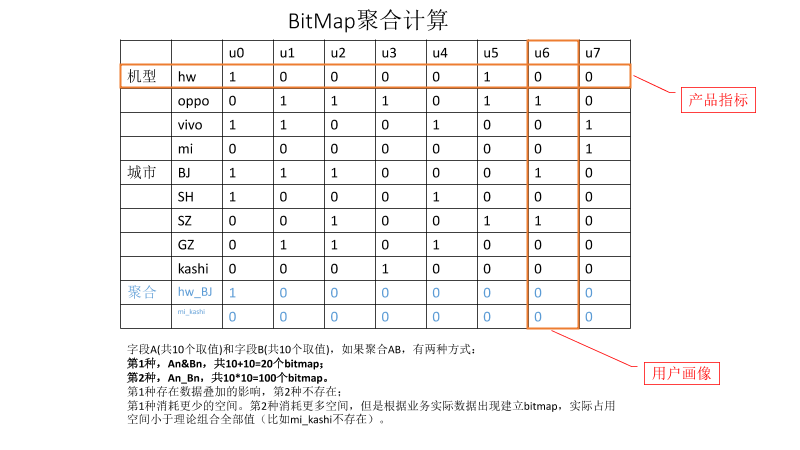 BitMap聚合计算
u0 u1 u2 u3 u4 u5 u6 u7
机型 hw 1 0 0 0 0 1 0 0
产品指标
oppo 0 1 1 1 0 1 1 0
vivo 1 1 0 0 1 0 0 1
mi 0 0 0 0 0 0 0 1
城市 BJ 1 1 1 0 0 0 1 0
SH 1 0 0 0 1 0 0 0
SZ 0 0 1 0 0 1 1 0
GZ 0 1 1 0 1 0 0 0
kashi 0 0 0 1 0 0 0 0
聚合 hw_BJ 1 0 0 0 0 0 0 0
mi_kashi 0 0 0 0 0 0 0 0
字段A(共10个取值)和字段B(共10个取值)，如果聚合AB，有两种方式：
第1种，An&Bn，共10+10=20个bitmap；
第2种，An_Bn，共10*10=100个bitmap。
第1种存在数据叠加的影响，第2种不存在；
第1种消耗更少的空间。第2种消耗更多空间，但是根据业务实际数据出现建立bitmap，实际占用
空间小于理论组合全部值（比如mi_kashi不存在）。
用户画像